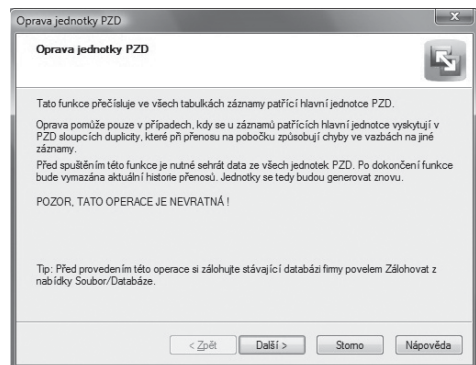 Oprava jednotky PZD
Oprava jednotky PZD
Tato funkce přečísluje ve všech tabulkách záznamy patřící hlavní jednotce PZD.
Oprava pomůže pouze v případech, kdy se u záznamů patřících hlavní jednotce vyskytují v
PZD sloupcích duplicity, které při přenosu na pobočku způsobují chyby ve vazbách na jiné
záznamy.
Před spuštěním této funkce je nutné sehrát data ze všech jednotek PZD. Po dokončení funkce
bude vymazána aktuální historie přenosů. Jednotky se tedy budou generovat znovu.
POZOR, TATO OPERACE JE NEVRATNÁ !
Tip: Před provedením této operace si zálohujte stávající databázi firmy povelem Zálohovat z
nabídky Soubor/Databáze.
< Zpět Další > Storno Nápověda